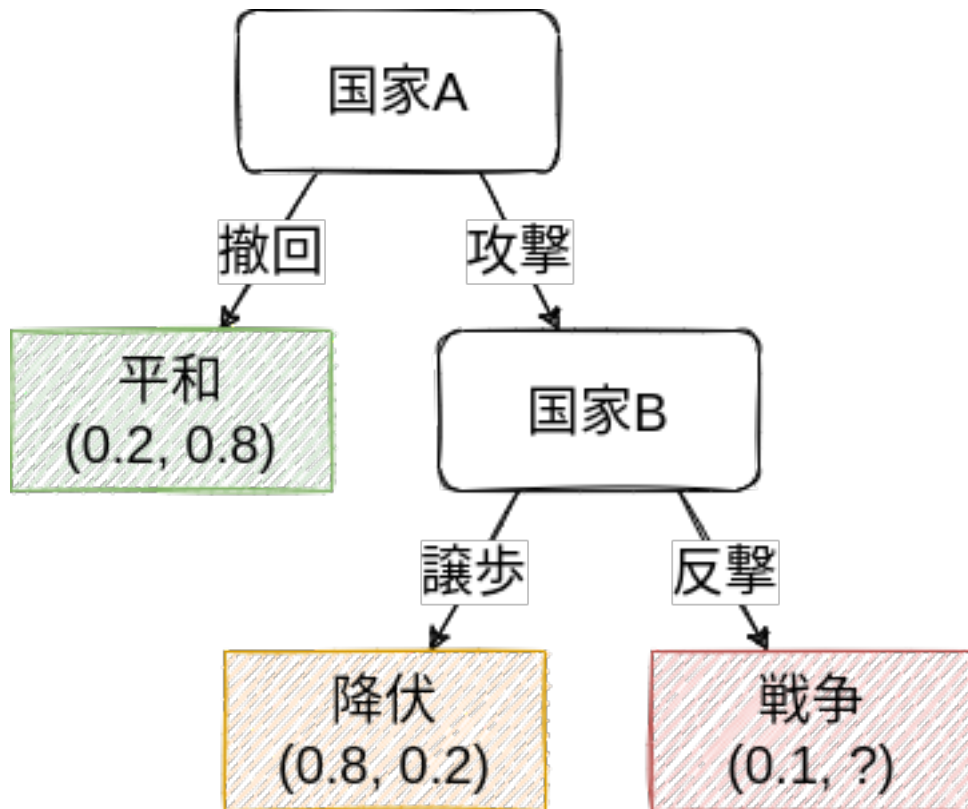 国家A
撤回
攻撃
平和
(0.2, 0.8)
国家B
譲歩
反撃
降伏
(0.8, 0.2)
戦争
(0.1, ?)